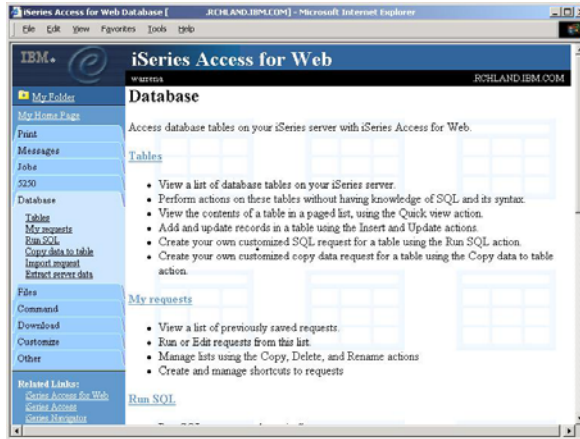 iSeries Access for Web Database [ .RCHLAND.IBM.COM] - Microsoft Internet Explorer
File Edit View Favorites Tools Help
IBM.
iSeries Access for Web
warrena
.RCHLAND.IBM.COM
My Folder
My Home Page
Print
Messages
Jobs
5250
Database
Tables
My requests
Run SQL
Copy data to table
Import request
Extract server data
Files
Command
Download
Customize
Other
Related Links:
iSeries Access for Web
iSeries Access
iSeries Navigator
Database
Access database tables on your iSeries server with iSeries Access for Web.
Tables
View a list of database tables on your iSeries server.
Perform actions on these tables without having knowledge of SQL and its syntax.
View the contents of a table in a paged list, using the Quick view action.
Add and update records in a table using the Insert and Update actions.
Create your own customized SQL request for a table using the Run SQL action.
Create your own customized copy data request for a table using the Copy data to table
action.
My requests
View a list of previously saved requests.
Run or Edit requests from this list.
Manage lists using the Copy, Delete, and Rename actions
Create and manage shortcuts to requests
Run SQL